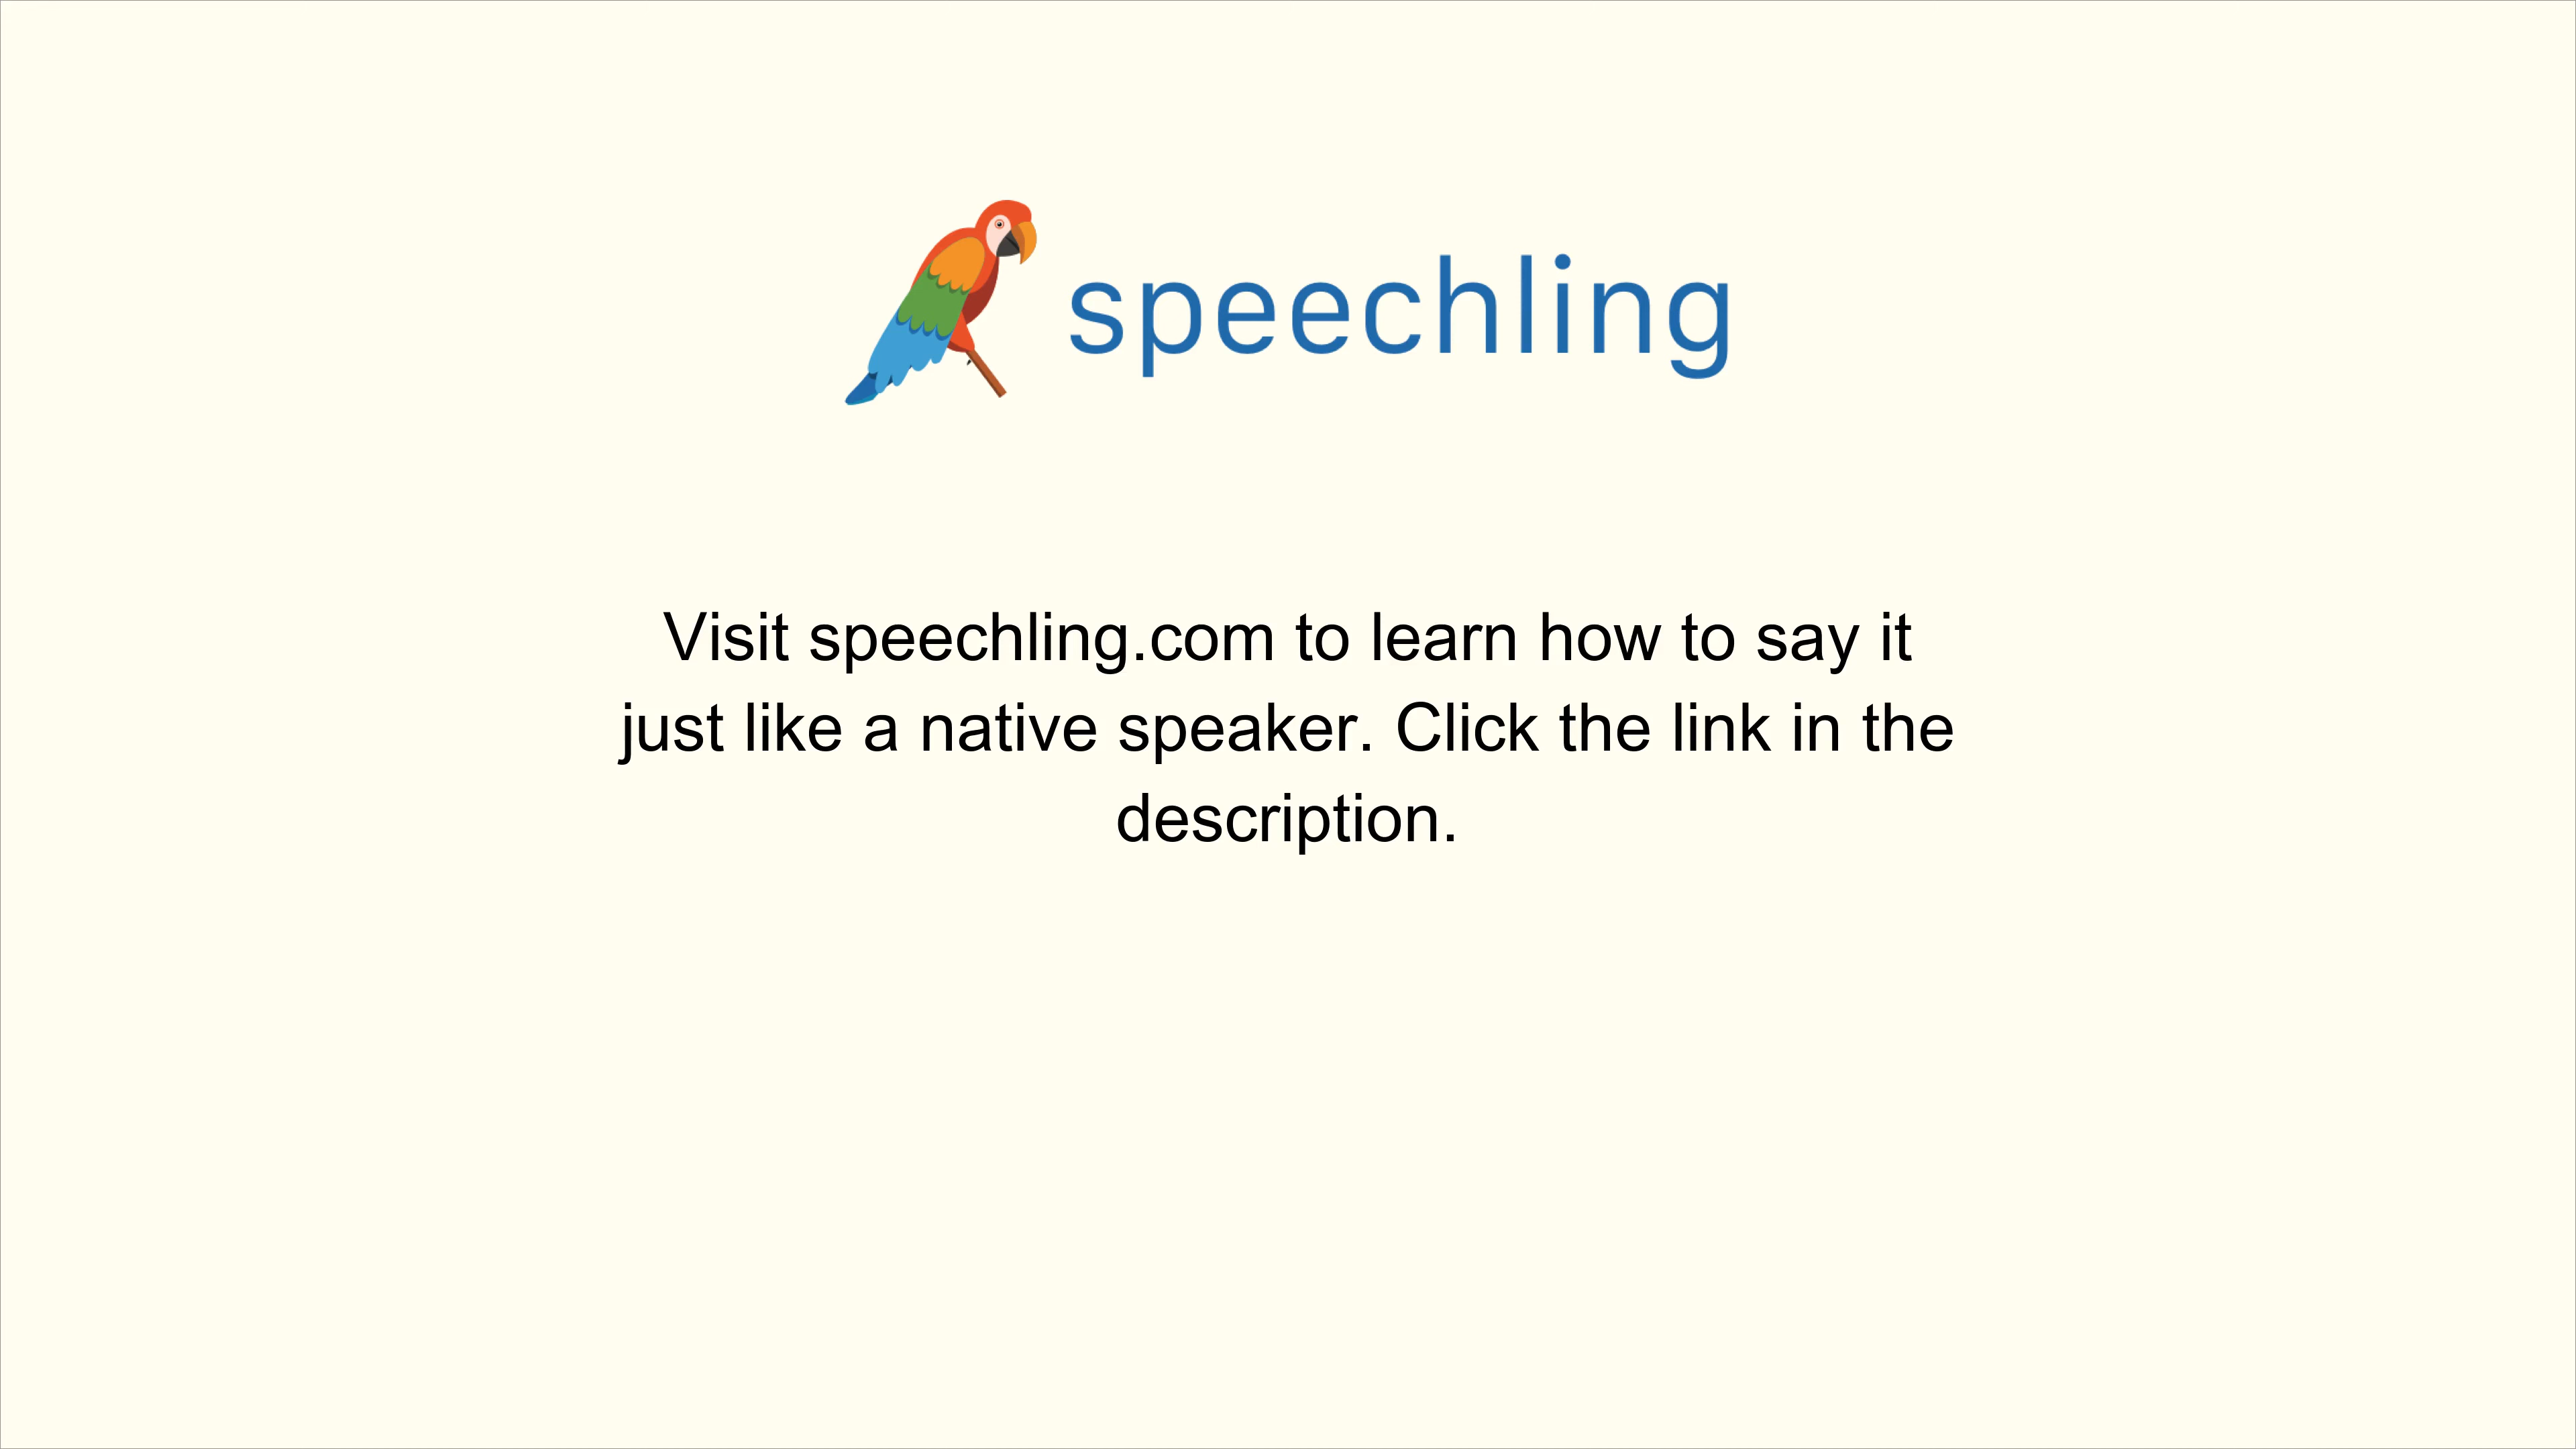 speechling
Visit speechling.com to learn how to say it
just like a native speaker. Click the link in the
description.